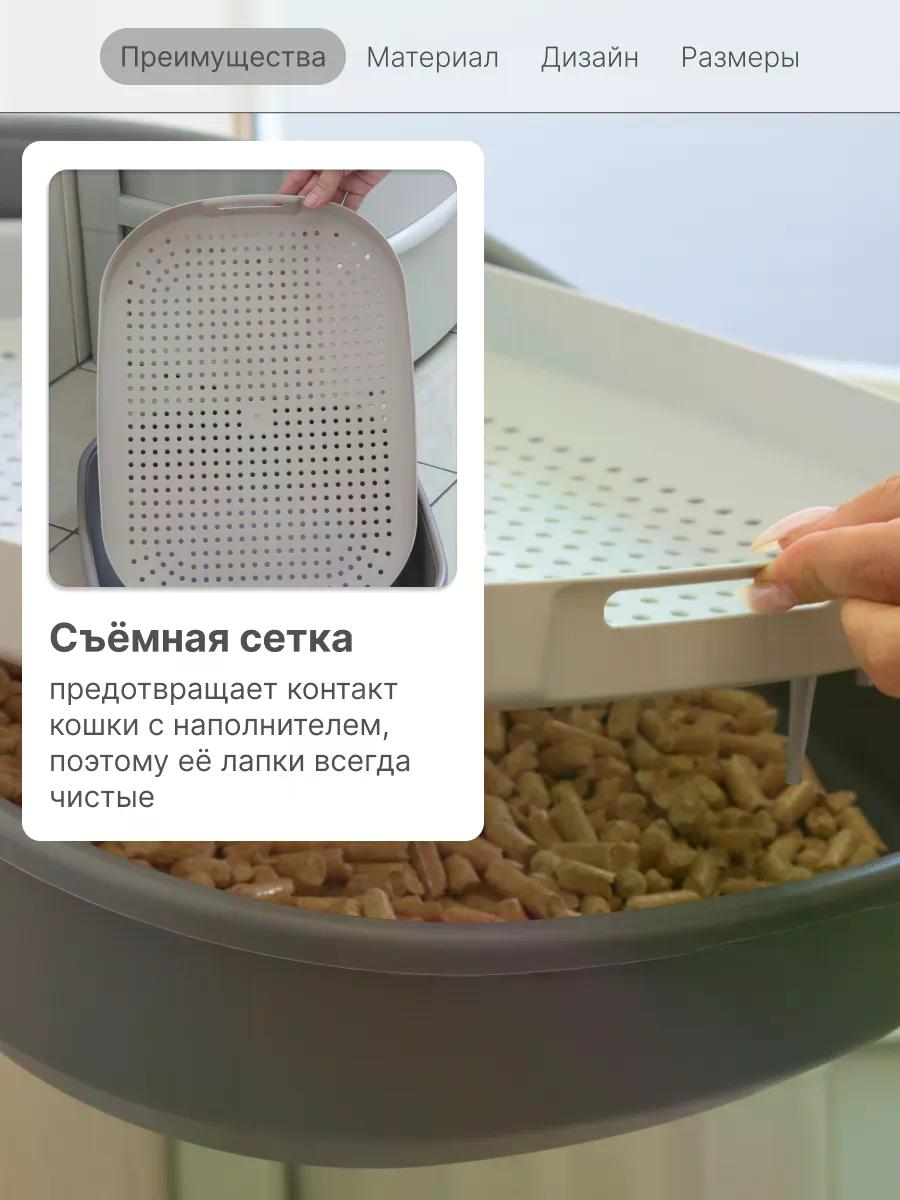 Преимущества Материал Дизайн Размеры
Съёмная сетка
предотвращает контакт
кошки с наполнителем,
поэтому её лапки всегда
чистые